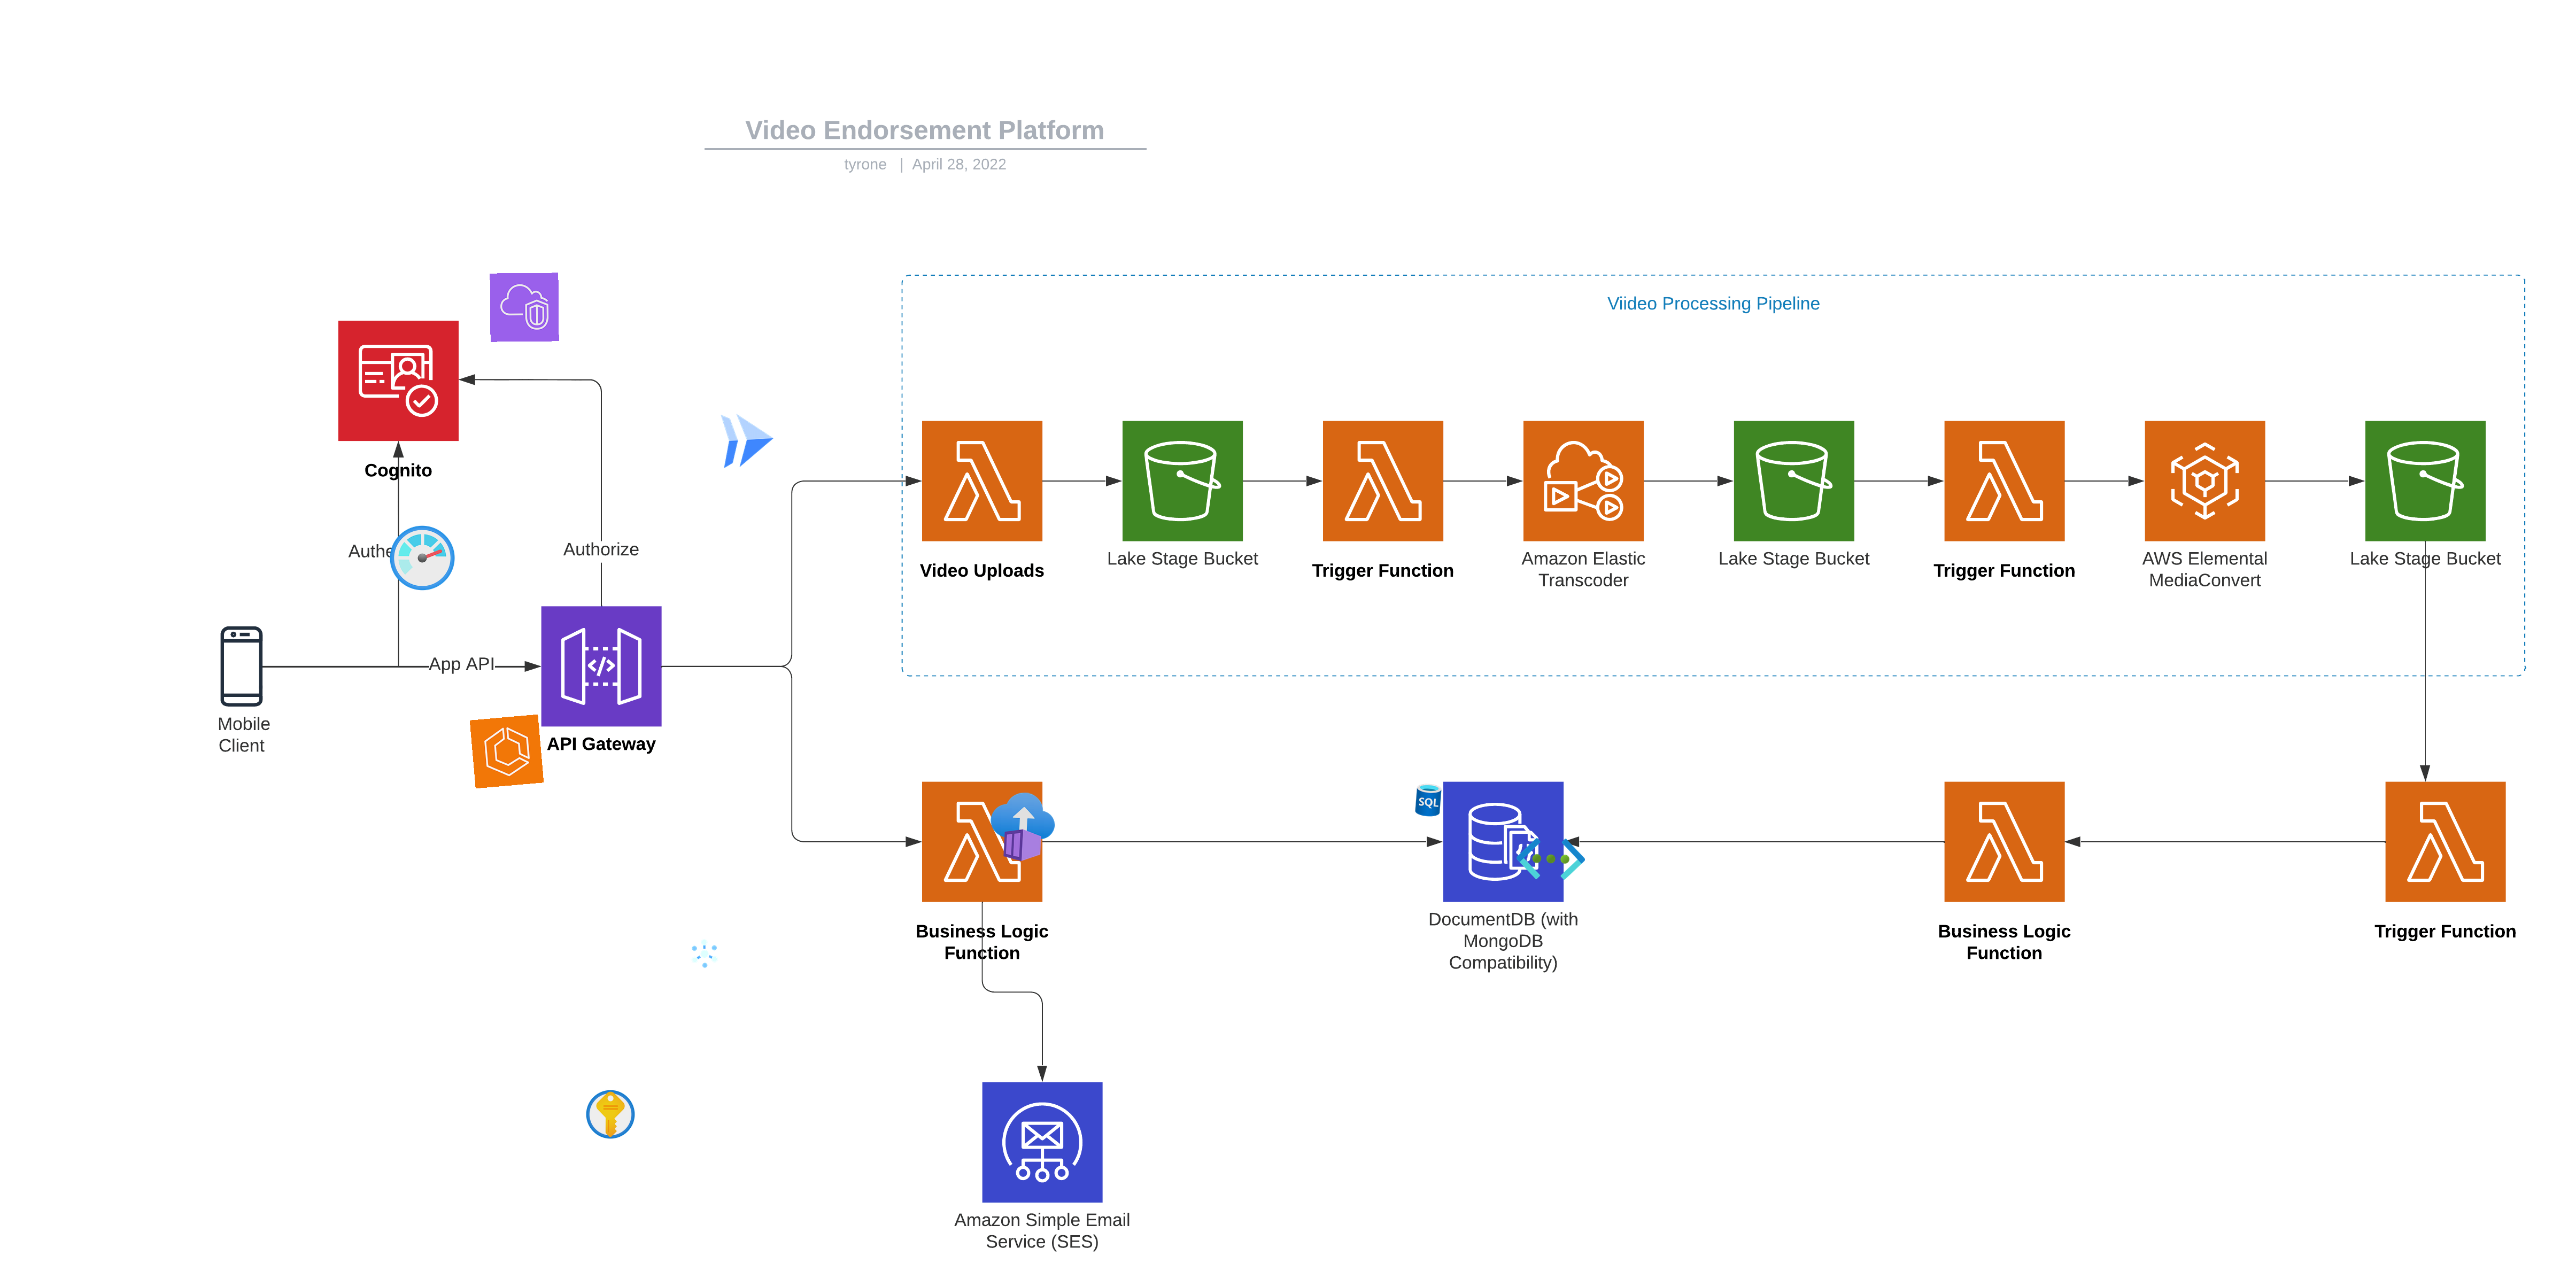 Video Endorsement Platform
tyrone | April 28, 2022
Viideo Processing Pipeline
Cognito
Authorize
Video Uploads
Lake Stage Bucket
Trigger Function
Amazon Elastic
Transcoder
Lake Stage Bucket
Trigger Function
AWS Elemental
MediaConvert
Lake Stage Bucket
App API
Mobile
Client
API Gateway
SQL
Business Logic
Function
DocumentDB (with
MongoDB
Compatibility)
Business Logic
Function
Trigger Function
Amazon Simple Email
Service (SES)